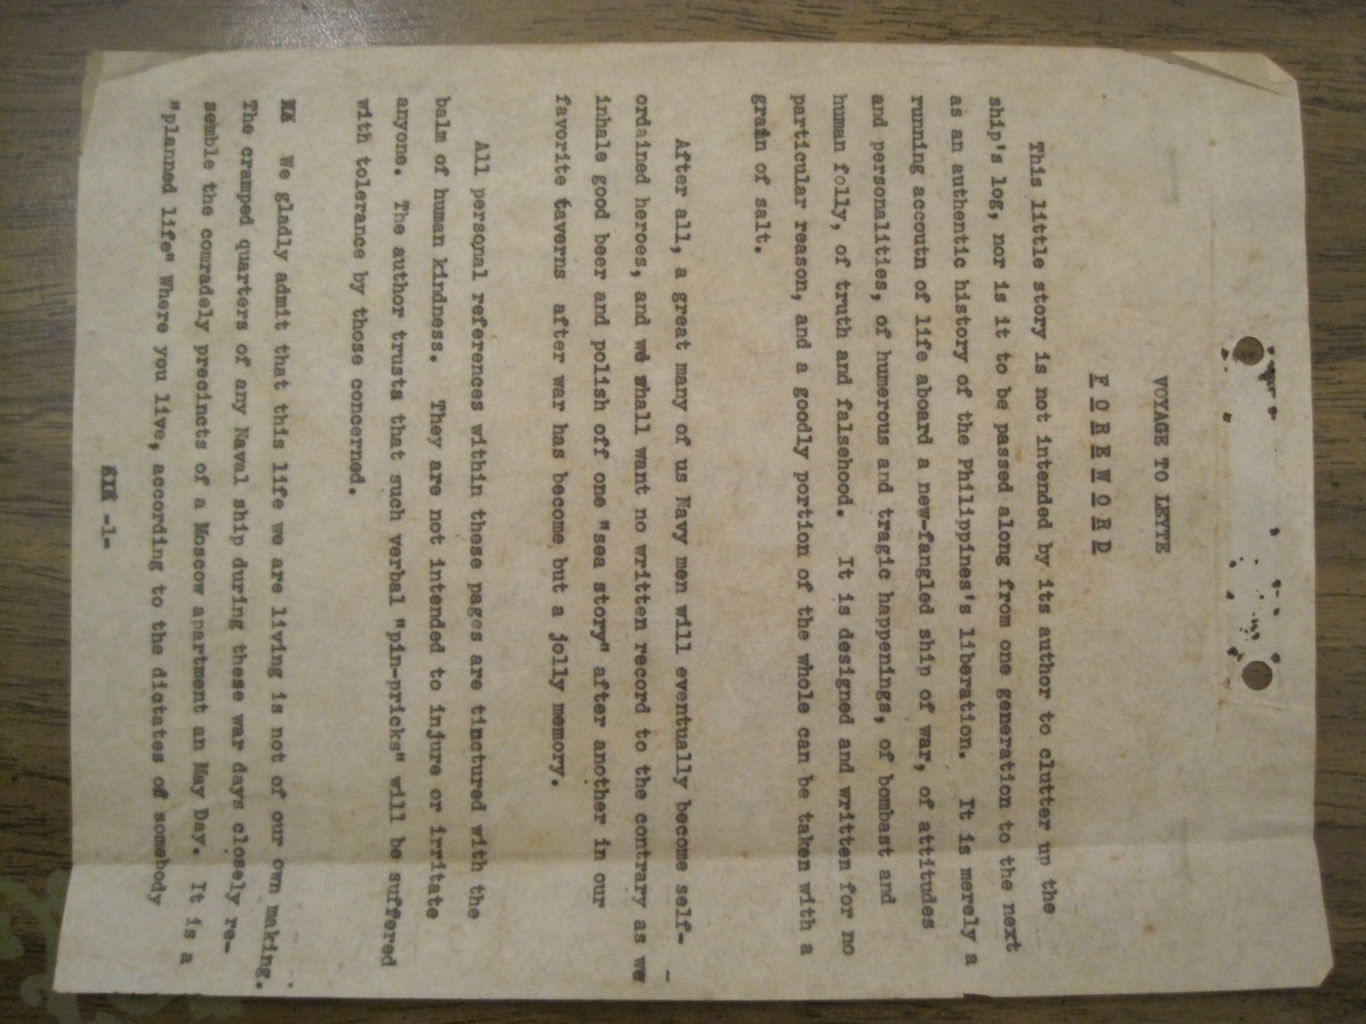 VOYAGE TO LEYTE
FOREWORD
This little story is not intended by its author to clutter up the
ship's log, nor is it to be passed along from one generation to the next
as an authentic history of the Philippines's liberation. It is merely a
running accoutn of life aboard a new-fangled ship of war, of attitudes
and personalities, of humerous and tragic happenings, of bombast and
human folly, of truth and falsehood. It is designed and written for no
particular reason, and a goodly portion of the whole can be taken with a
grain of salt.
After all, a great many of us Navy men will eventually become self-
ordained heroes, and we shall want no written record to the contrary as we
inhale good beer and polish off one "sea story" after another in our
favorite taverns after war has become but a jolly memory.
All personal references within these pages are tinctured with the
balm of human kindness. They are not intended to injure or irritate
anyone. The author trusts that such verbal "pin-pricks" will be suffered
with tolerance by those concerned.
We gladly admit that this life we are living is not of our own making.
The cramped quarters of any Naval ship during these war days closely re-
semble the comradely precincts of a Moscow apartment an May Day. It is a
"planned life" Where you live, according to the dictates of somebody
-1-